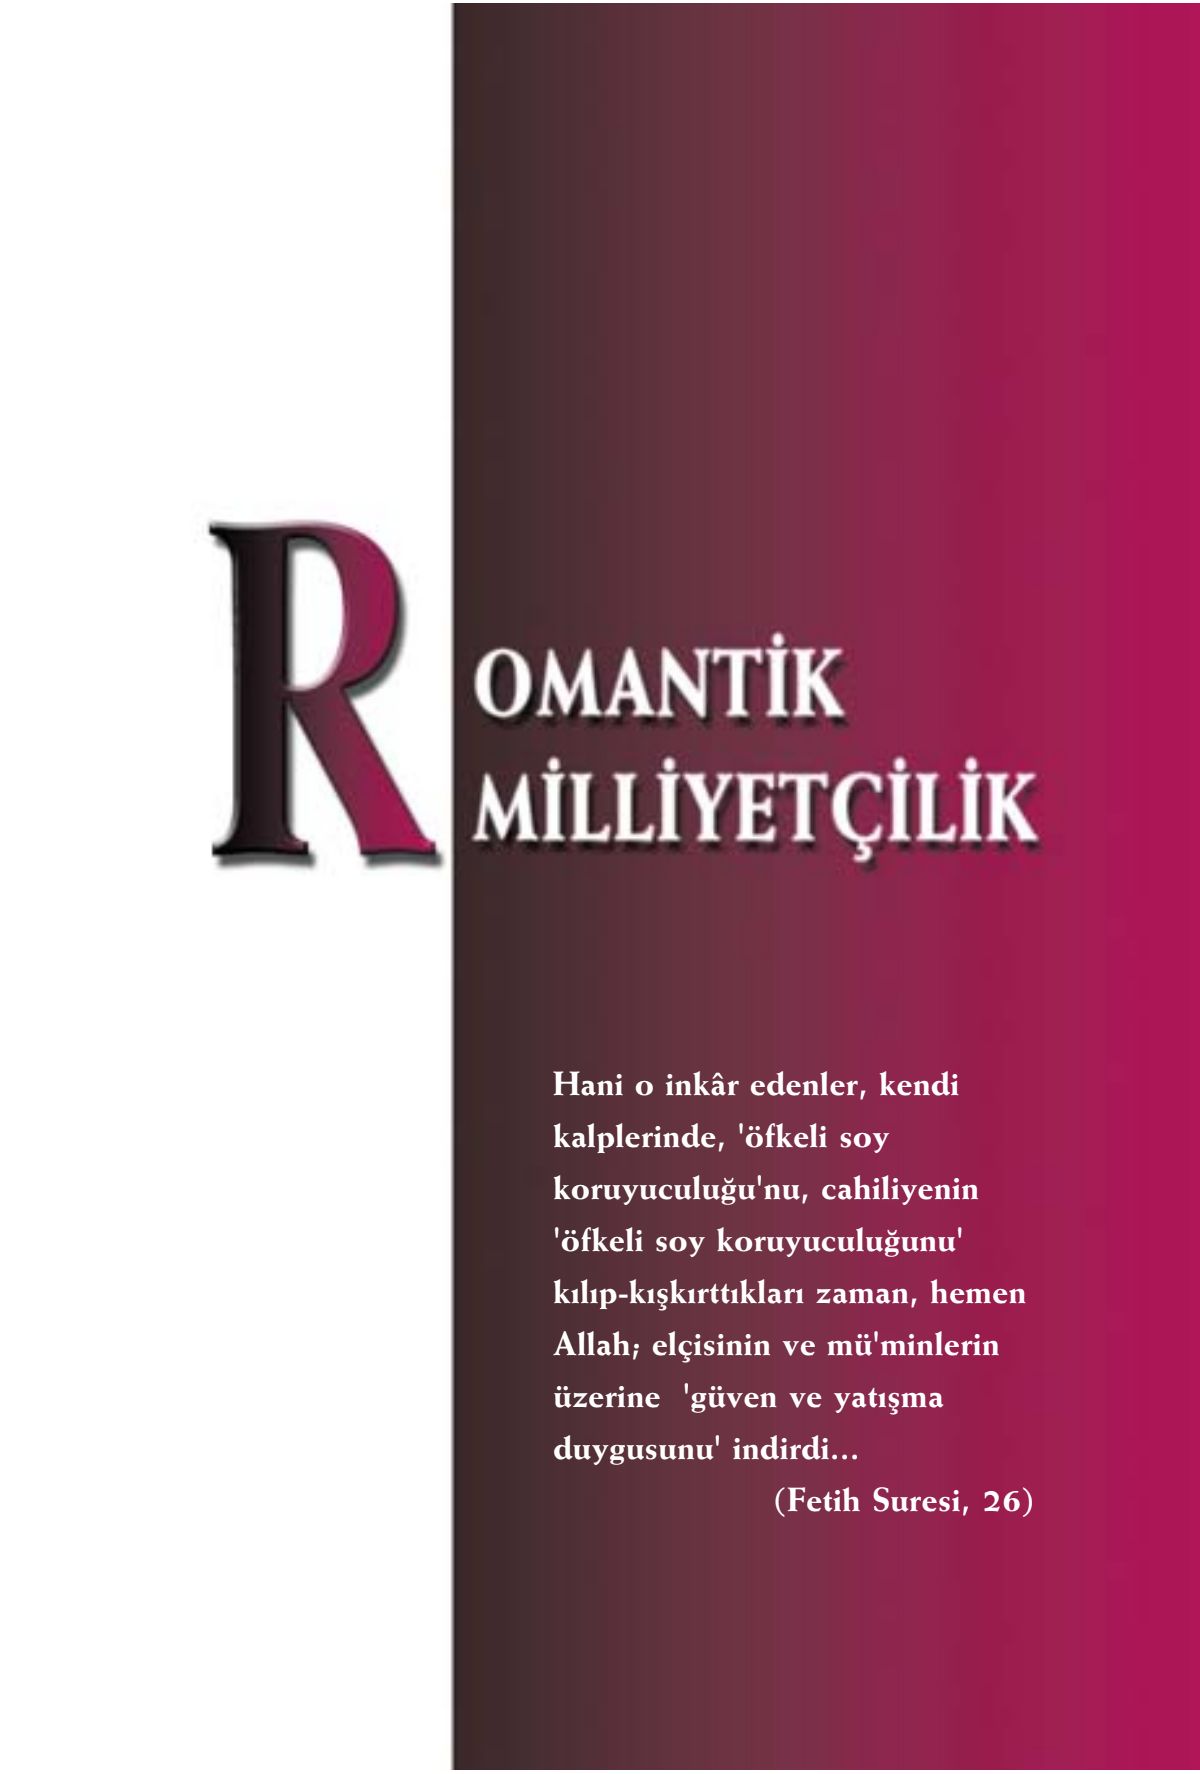 ROMANTİK
MİLLİYETÇİLİK
Hani o inkâr edenler, kendi
kalplerinde, 'öfkeli soy
koruyuculuğu'nu, cahiliyenin
'öfkeli soy koruyuculuğunu'
kılıp-kışkırttıkları zaman, hemen
Allah; elçisinin ve mü'minlerin
üzerine 'güven ve yatışma
duygusunu' indirdi...
(Fetih Suresi, 26)